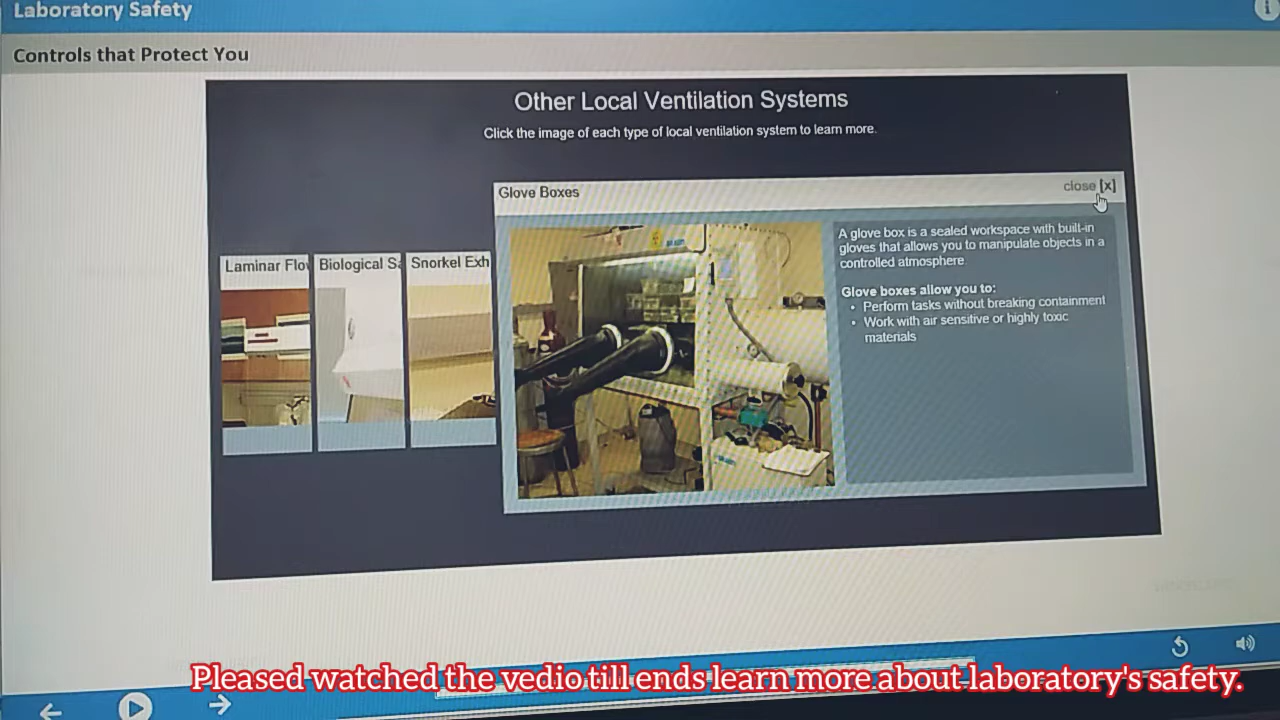 Laboratory Safety
Controls that Protect You
Other Local Ventilation Systems
Click the image of each type of local ventilation system to learn more.
Glove Boxes
close [x]
Laminar Flo
Biological Sa
Snorkel Exh
A glove box is a sealed workspace with built-in
gloves that allows you to manipulate objects in a
controlled atmosphere.
Glove boxes allow you to:
• Perform tasks without breaking containment
• Work with air sensitive or highly toxic
materials
Pleased watched the vedio till ends learn more about laboratory's safety.